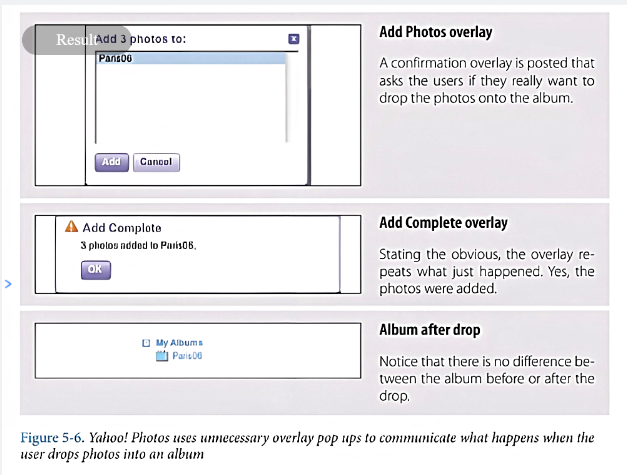 Result
Add 3 photos to:
Paris06
Add
Cancel
Add Photos overlay
A confirmation overlay is posted that
asks the users if they really want to
drop the photos onto the album.
Add Complete
3 photos added to Paris06.
OK
Add Complete overlay
Stating the obvious, the overlay re-
peats what just happened. Yes, the
photos were added.
My Albums
Paris06
Album after drop
Notice that there is no difference be-
tween the album before or after the
drop.
Figure 5-6. Yahoo! Photos uses unnecessary overlay pop ups to communicate what happens when the
user drops photos into an album